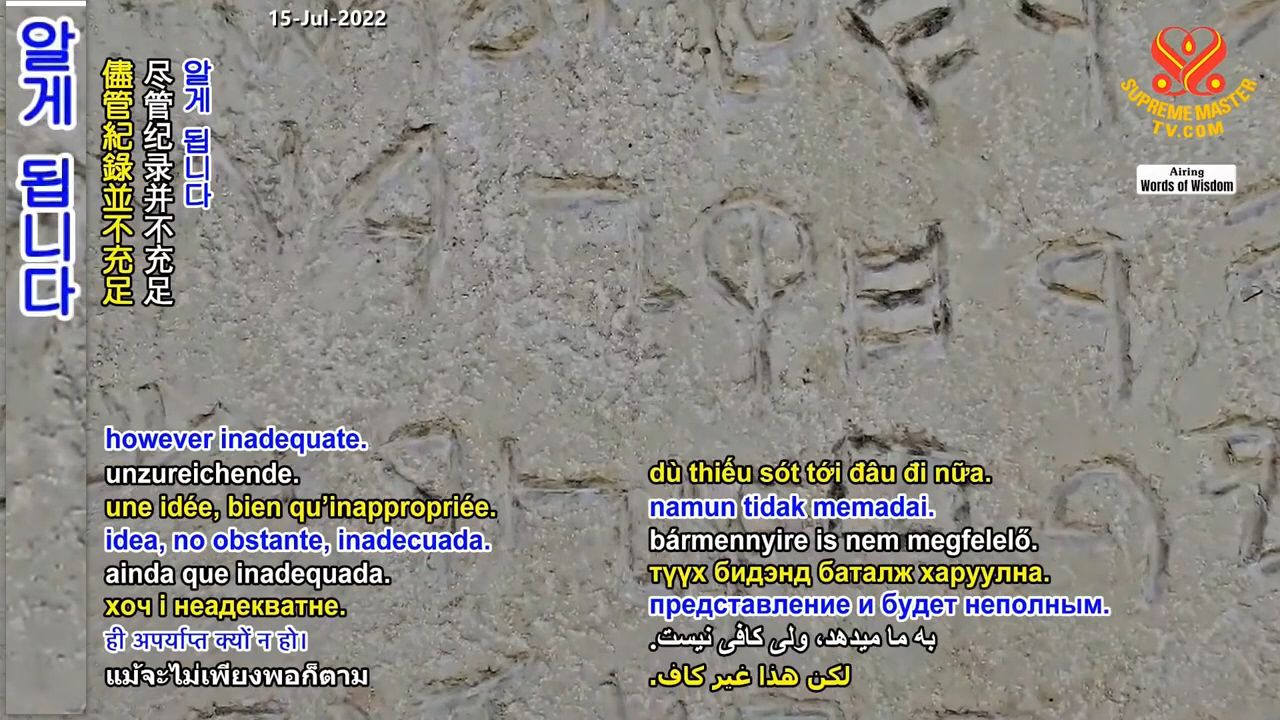 15-Jul-2022
알게 됩니다
儘管紀錄並不充足
尽管纪录并不充足
알게 됩니다
SUPREME MASTER
TV.COM
Airing
Words of Wisdom
however inadequate.
unzureichende.
une idée, bien qu’inappropriée.
idea, no obstante, inadecuada.
ainda que inadequada.
хоч і неадекватне.
ही अपर्याप्त क्यों न हो।
แม้จะไม่เพียงพอก็ตาม
dù thiếu sót tới đâu đi nữa.
namun tidak memadai.
bármennyire is nem megfelelő.
түүх бидэнд баталж харуулна.
представление и будет неполным.
به ما میدهد، ولی کافی نیست.
لكن هذا غير كاف.